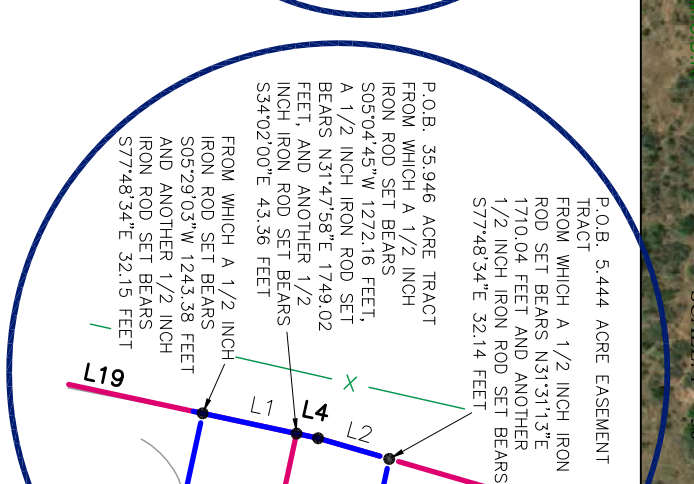 P.O.B. 5.444 ACRE EASEMENT
TRACT
FROM WHICH A 1/2 INCH IRON
ROD SET BEARS N31°31'13"E
1710.04 FEET AND ANOTHER
1/2 INCH IRON ROD SET BEARS
S77°48'34"E 32.14 FEET
P.O.B. 35.946 ACRE TRACT
FROM WHICH A 1/2 INCH
IRON ROD SET BEARS
S05°04'45"W 1272.16 FEET,
A 1/2 INCH IRON ROD SET
BEARS N31°47'58"E 1749.02
FEET, AND ANOTHER 1/2
INCH IRON ROD SET BEARS
S34°02'00"E 43.36 FEET
FROM WHICH A 1/2 INCH
IRON ROD SET BEARS
S05°29'03"W 1243.38 FEET
AND ANOTHER 1/2 INCH
IRON ROD SET BEARS
S77°48'34"E 32.15 FEET
X
L19
L1
L4
L2